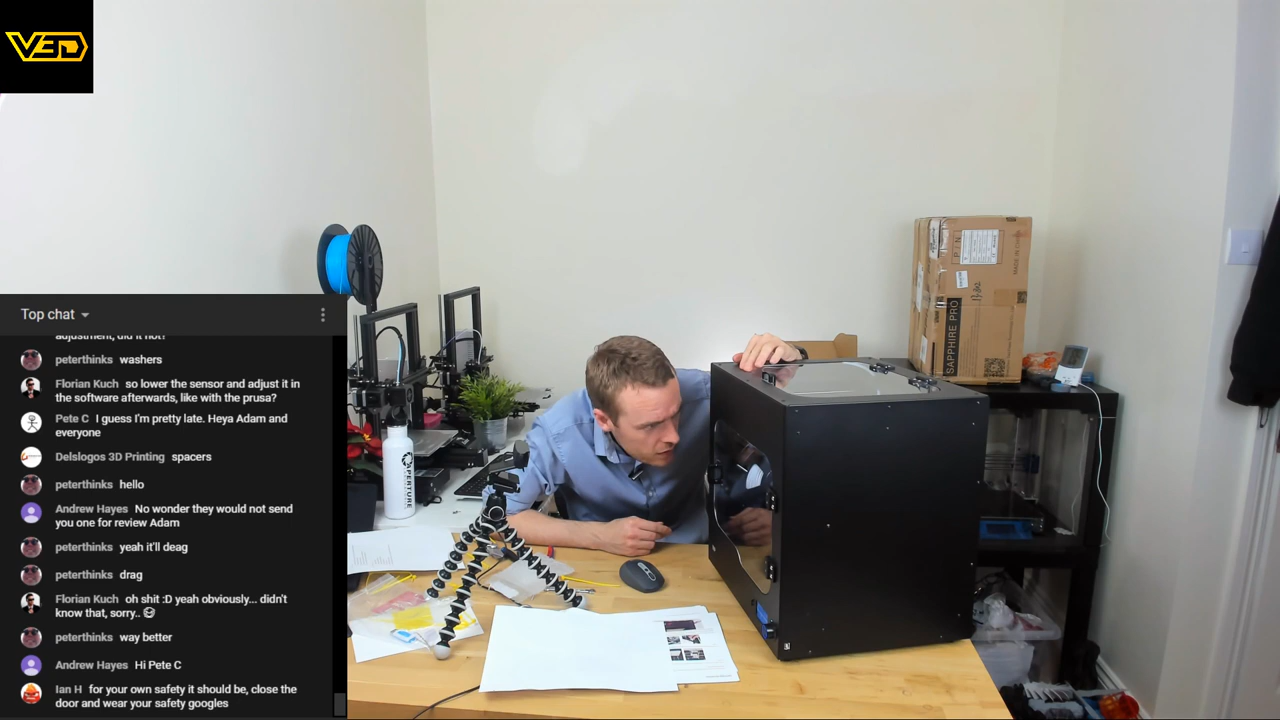 V3D
Top chat
adjustment, did it not?
peterthinks washers
Florian Kuch so lower the sensor and adjust it in
the software afterwards, like with the prusa?
Pete C I guess I'm pretty late. Heya Adam and
everyone
Delslogos 3D Printing spacers
peterthinks hello
Andrew Hayes No wonder they would not send
you one for review Adam
peterthinks yeah it'll deag
peterthinks drag
Florian Kuch oh shit :D yeah obviously... didn't
know that, sorry..
peterthinks way better
Andrew Hayes Hi Pete C
Ian H for your own safety it should be, close the
door and wear your safety googles
APERTURE
P/N
MADE IN CHINA
SAPPHIRE PRO